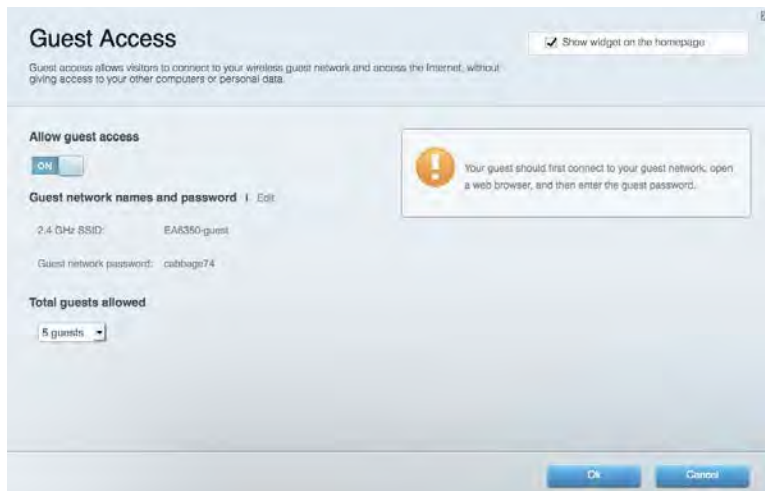 Guest Access
Show widget on the homepage
Guest access allows visitors to connect to your wireless guest network and access the Internet, without
giving access to your other computers or personal data.
Allow guest access
ON
Your guest should first connect to your guest network, open
a web browser, and then enter the guest password.
Guest network names and password | Edit
2.4 GHz SSID: EA6350-guest
Guest network password: cabbage74
Total guests allowed
5 guests
Ok
Cancel